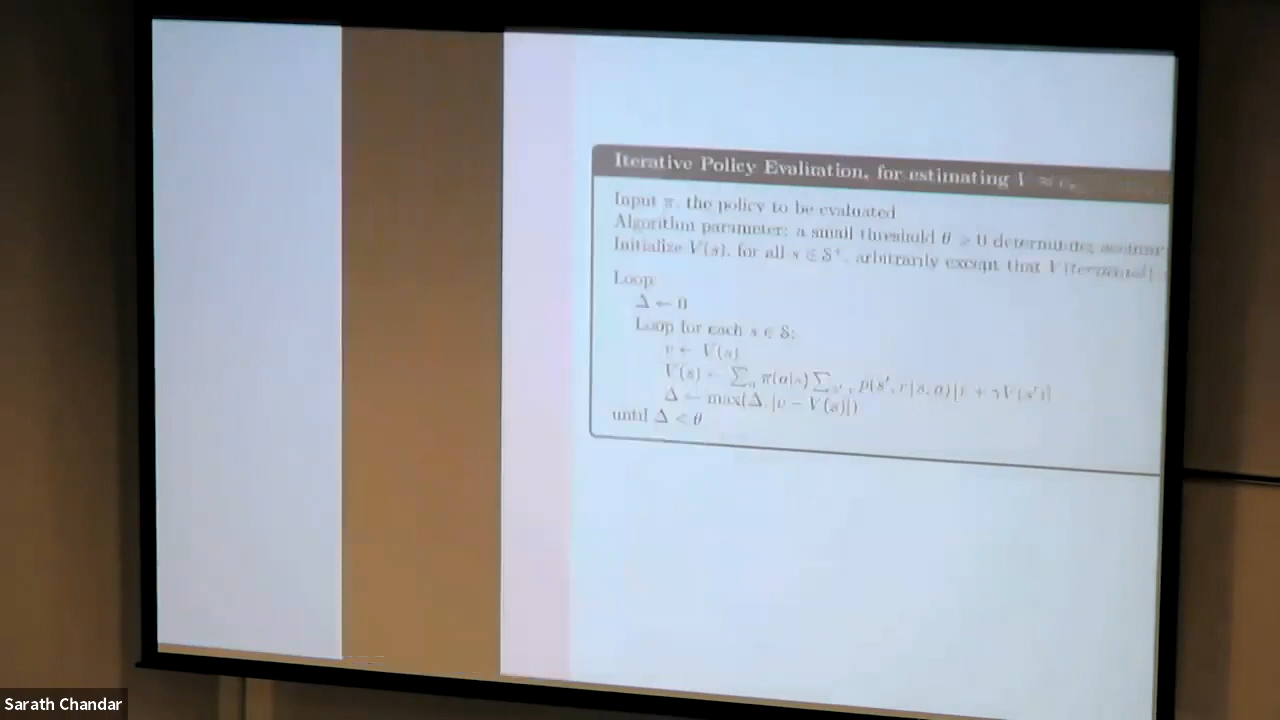 Iterative Policy Evaluation, for estimating V ≈
Input π, the policy to be evaluated
Algorithm parameter: a small threshold θ > 0 determining
Initialize V(s), for all s ∈ S⁺, arbitrarily except that V(terminal)
Loop:
Δ ← 0
Loop for each s ∈ S:
v ← V(s)
V(s) ← ∑ₐ π(a|s) ∑ₛ′,ᵣ p(s′, r|s, a)[r + γV(s′)]
Δ ← max(Δ, |v − V(s)|)
until Δ < θ
Sarath Chandar